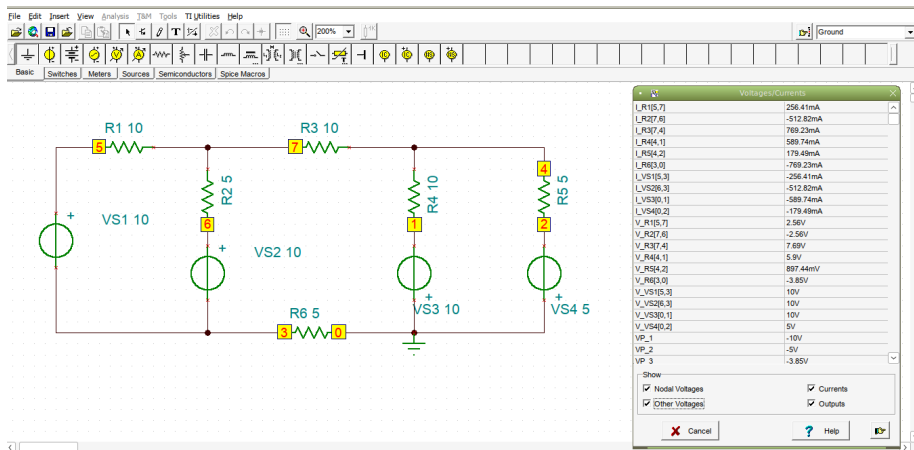 File Edit Insert View Analysis T&M Tools TI Utilities Help
200%
Ground
Basic Switches Meters Sources Semiconductors Spice Macros
R1 10
R3 10
5
7
4
R2 5
R4 10
R5 5
VS1 10
6
1
2
VS2 10
VS3 10
VS4 5
R6 5
3
0
Voltages/Currents
I_R1[5,7] 256.41mA
I_R2[7,6] -512.82mA
I_R3[7,4] 769.23mA
I_R4[4,1] 589.74mA
I_R5[4,2] 179.49mA
I_R6[3,0] -769.23mA
I_VS1[5,3] -256.41mA
I_VS2[6,3] -512.82mA
I_VS3[0,1] -589.74mA
I_VS4[0,2] -179.49mA
V_R1[5,7] 2.56V
V_R2[7,6] -2.56V
V_R3[7,4] 7.69V
V_R4[4,1] 5.9V
V_R5[4,2] 897.44mV
V_R6[3,0] -3.85V
V_VS1[5,3] 10V
V_VS2[6,3] 10V
V_VS3[0,1] 10V
V_VS4[0,2] 5V
VP_1 -10V
VP_2 -5V
VP_3 -3.85V
Show
Nodal Voltages
Currents
Other Voltages
Outputs
Cancel
? Help